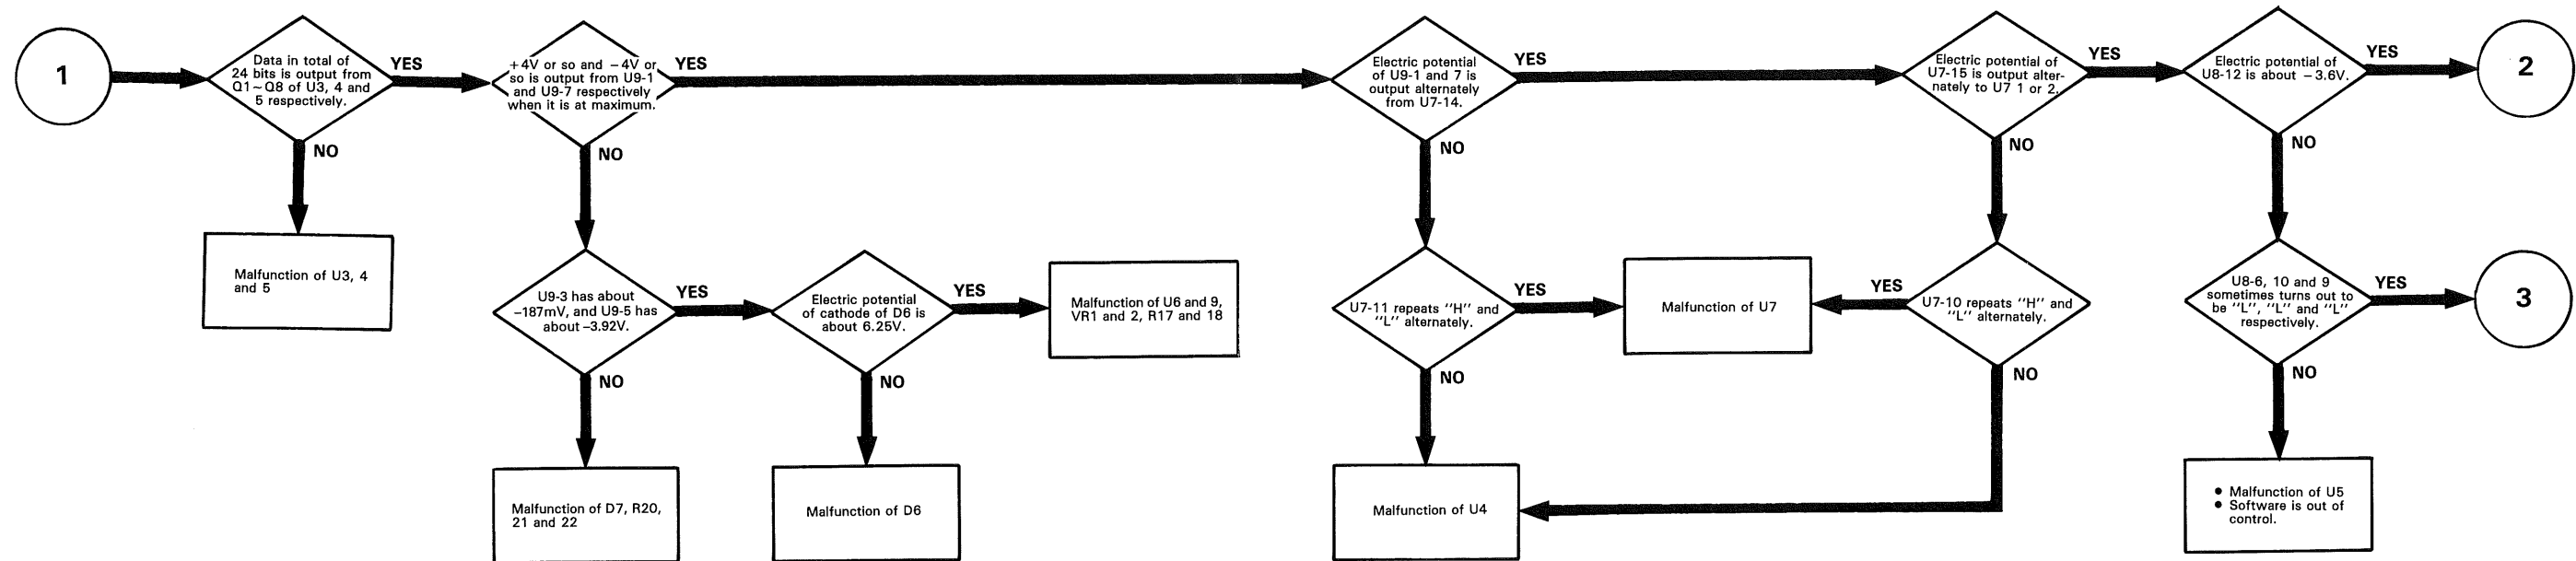 1
Data in total of
24 bits is output from
Q1~Q8 of U3, 4 and
5 respectively.
YES
NO
Malfunction of U3, 4
and 5
+4V or so and −4V or
so is output from U9-1
and U9-7 respectively
when it is at maximum.
YES
NO
U9-3 has about
−187mV, and U9-5 has
about −3.92V.
YES
NO
Malfunction of D7, R20,
21 and 22
Electric potential
of cathode of D6 is
about 6.25V.
YES
NO
Malfunction of D6
Malfunction of U6 and 9,
VR1 and 2, R17 and 18
Electric potential
of U9-1 and 7 is
output alternately
from U7-14.
YES
NO
U7-11 repeats “H” and
“L” alternately.
YES
NO
Malfunction of U4
Malfunction of U7
Electric potential of
U7-15 is output alter-
nately to U7 1 or 2.
YES
NO
U7-10 repeats “H” and
“L” alternately.
YES
NO
Electric potential of
U8-12 is about −3.6V.
YES
NO
2
U8-6, 10 and 9
sometimes turns out to
be “L”, “L” and “L”
respectively.
YES
NO
3
● Malfunction of U5
● Software is out of
control.